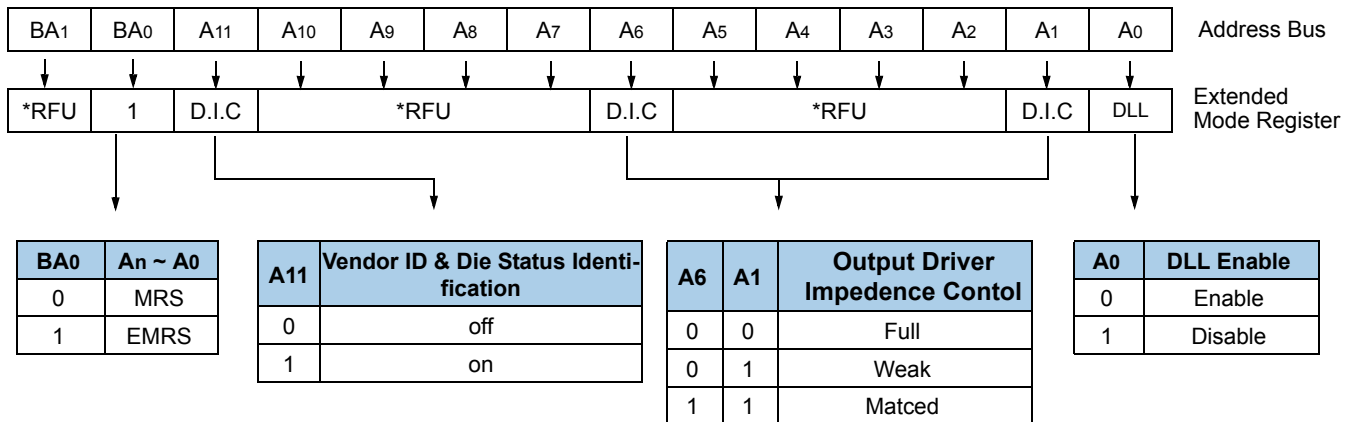 BA1 BA0 A11 A10 A9 A8 A7 A6 A5 A4 A3 A2 A1 A0 Address Bus
*RFU 1 D.I.C *RFU D.I.C *RFU D.I.C DLL Extended
Mode Register
BA0 An ~ A0
0 MRS
1 EMRS
A11 Vendor ID & Die Status Identi-
fication
0 off
1 on
A6 A1 Output Driver
Impedence Contol
0 0 Full
0 1 Weak
1 1 Matced
A0 DLL Enable
0 Enable
1 Disable